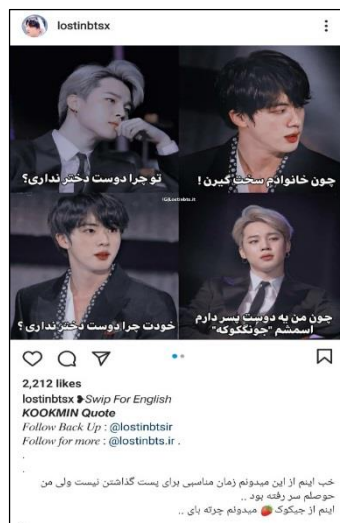 lostinbtsx
تو چرا دوست دختر نداری؟
چون خانوادم سخت گیرن !
IG|Lostinbts.ir
خودت چرا دوست دختر نداری ؟
چون من یه دوست پسر دارم
اسمشم "جونگکوکه"
2,212 likes
lostinbtsx ❥Swip For English
KOOKMIN Quote
Follow Back Up : @lostinbtsir
Follow for more : @lostinbts.ir .
.
.
خب اینم از این میدونم زمان مناسبی برای پست گذاشتن نیست ولی من
حوصلم سر رفته بود ..
اینم از جیکوک🍓 میدونم چرته بای ..